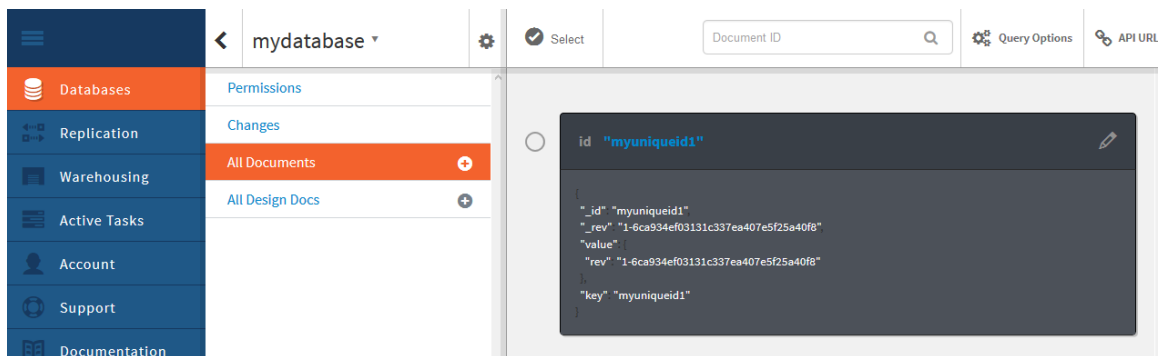 mydatabase
Select
Document ID
Query Options
API URL
Databases
Replication
Warehousing
Active Tasks
Account
Support
Documentation
Permissions
Changes
All Documents
All Design Docs
id "myuniqueid1"
{
"_id": "myuniqueid1",
"_rev": "1-6ca934ef03131c337ea407e5f25a40f8",
"value": {
"rev": "1-6ca934ef03131c337ea407e5f25a40f8"
},
"key": "myuniqueid1"
}